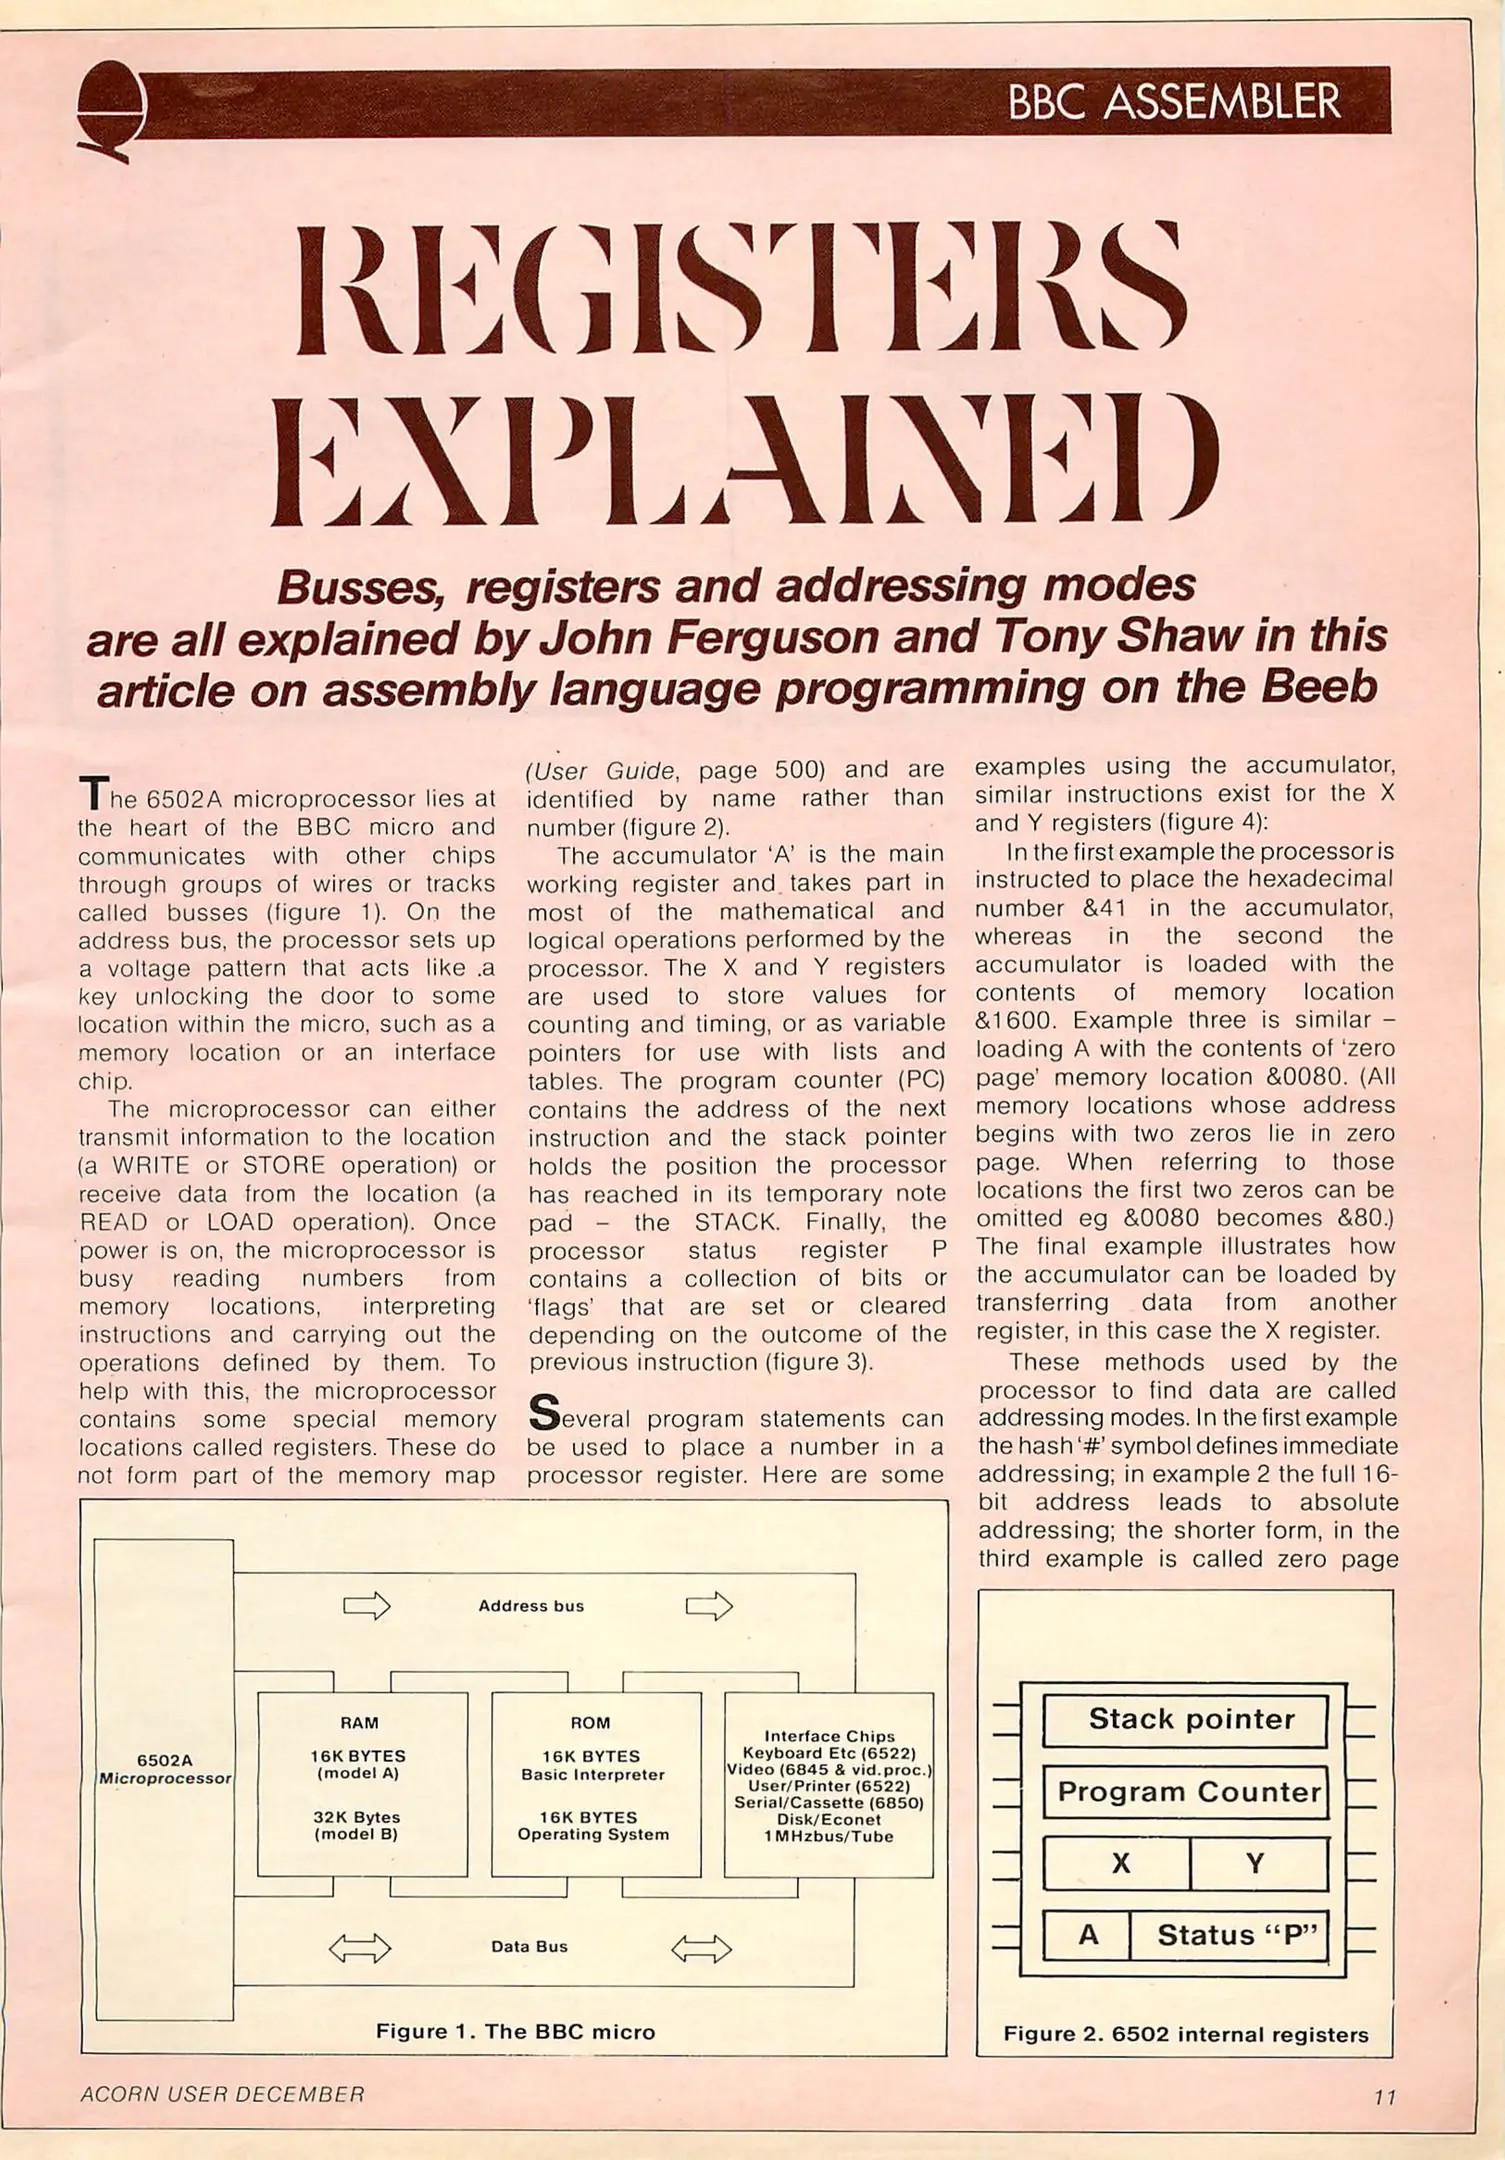 BBC ASSEMBLER
REGISTERS
EXPLAINED
Busses, registers and addressing modes
are all explained by John Ferguson and Tony Shaw in this
article on assembly language programming on the Beeb
The 6502A microprocessor lies at
the heart of the BBC micro and
communicates with other chips
through groups of wires or tracks
called busses (figure 1). On the
address bus, the processor sets up
a voltage pattern that acts like .a
key unlocking the door to some
location within the micro, such as a
memory location or an interface
chip.
The microprocessor can either
transmit information to the location
(a WRITE or STORE operation) or
receive data from the location (a
READ or LOAD operation). Once
power is on, the microprocessor is
busy reading numbers from
memory locations, interpreting
instructions and carrying out the
operations defined by them. To
help with this, the microprocessor
contains some special memory
locations called registers. These do
not form part of the memory map
(User Guide, page 500) and are
identified by name rather than
number (figure 2).
The accumulator ‘A’ is the main
working register and takes part in
most of the mathematical and
logical operations performed by the
processor. The X and Y registers
are used to store values for
counting and timing, or as variable
pointers for use with lists and
tables. The program counter (PC)
contains the address of the next
instruction and the stack pointer
holds the position the processor
has reached in its temporary note
pad – the STACK. Finally, the
processor status register P
contains a collection of bits or
‘flags’ that are set or cleared
depending on the outcome of the
previous instruction (figure 3).
Several program statements can
be used to place a number in a
processor register. Here are some
examples using the accumulator,
similar instructions exist for the X
and Y registers (figure 4):
In the first example the processor is
instructed to place the hexadecimal
number &41 in the accumulator,
whereas in the second the
accumulator is loaded with the
contents of memory location
&1600. Example three is similar –
loading A with the contents of ‘zero
page’ memory location &0080. (All
memory locations whose address
begins with two zeros lie in zero
page. When referring to those
locations the first two zeros can be
omitted eg &0080 becomes &80.)
The final example illustrates how
the accumulator can be loaded by
transferring data from another
register, in this case the X register.
These methods used by the
processor to find data are called
addressing modes. In the first example
the hash ‘#’ symbol defines immediate
addressing; in example 2 the full 16-
bit address leads to absolute
addressing; the shorter form, in the
third example is called zero page
Address bus
6502A
Microprocessor
RAM
16K BYTES
(model A)
32K Bytes
(model B)
ROM
16K BYTES
Basic Interpreter
16K BYTES
Operating System
Interface Chips
Keyboard Etc (6522)
Video (6845 & vid.proc.)
User/Printer (6522)
Serial/Cassette (6850)
Disk/Econet
1MHzbus/Tube
Data Bus
Figure 1. The BBC micro
Stack pointer
Program Counter
X Y
A Status “P”
Figure 2. 6502 internal registers
ACORN USER DECEMBER
11